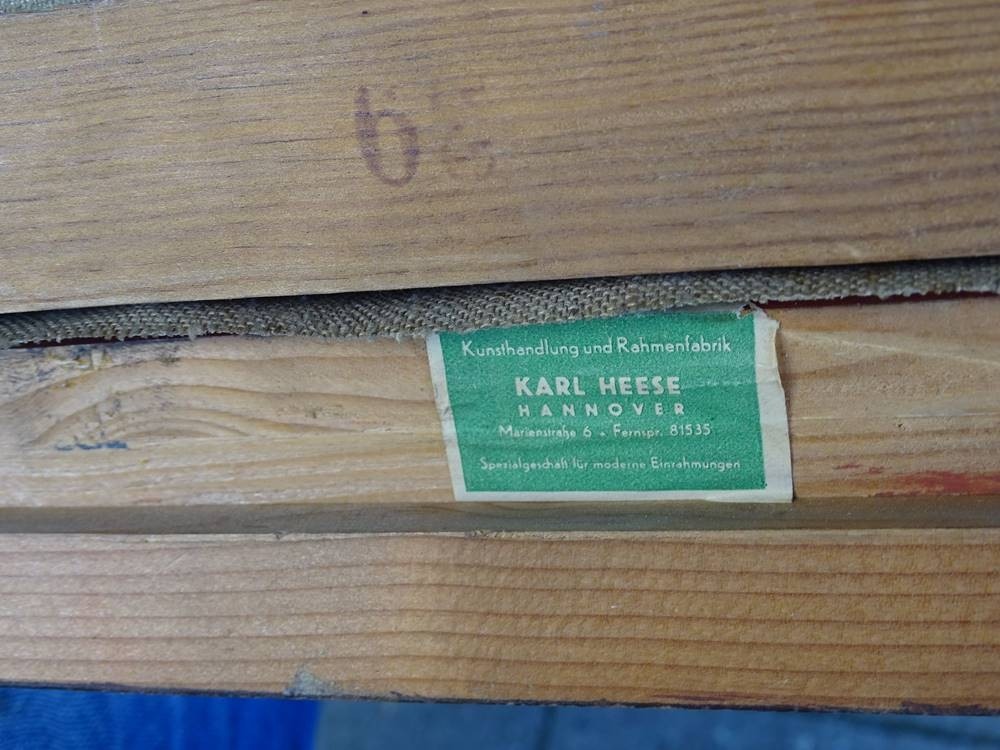 6
Kunsthandlung und Rahmenfabrik
KARL HEESE
HANNOVER
Marienstraße 6 - Fernspr. 81535
Spezialgeschäft für moderne Einrahmungen